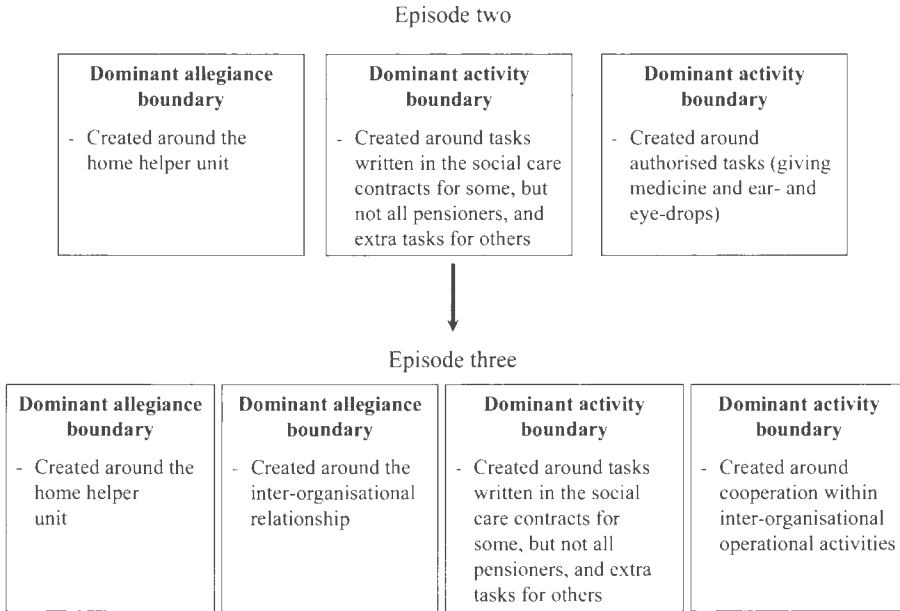 Episode two
Dominant allegiance
boundary
- Created around the
home helper unit
Dominant activity
boundary
- Created around tasks
written in the social care
contracts for some, but
not all pensioners, and
extra tasks for others
Dominant activity
boundary
- Created around
authorised tasks (giving
medicine and ear- and
eye-drops)
Episode three
Dominant allegiance
boundary
- Created around the
home helper
unit
Dominant allegiance
boundary
- Created around the
inter-organisational
relationship
Dominant activity
boundary
- Created around tasks
written in the social
care contracts for
some, but not all
pensioners, and extra
tasks for others
Dominant activity
boundary
- Created around
cooperation within
inter-organisational
operational activities